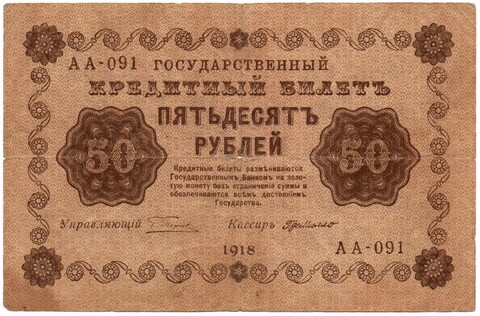 АА-091 ГОСУДАРСТВЕННЫЙ
КРЕДИТНЫЙ БИЛЕТЪ
ПЯТЬДЕСЯТЪ
РУБЛЕЙ
50 50
Кредитные билеты размѣниваются
Государственнымъ Банкомъ на золо-
тую монету безъ ограниченія суммы и
обезпечиваются всѣмъ достояніемъ
Государства.
Управляющій Кассиръ
1918 АА-091